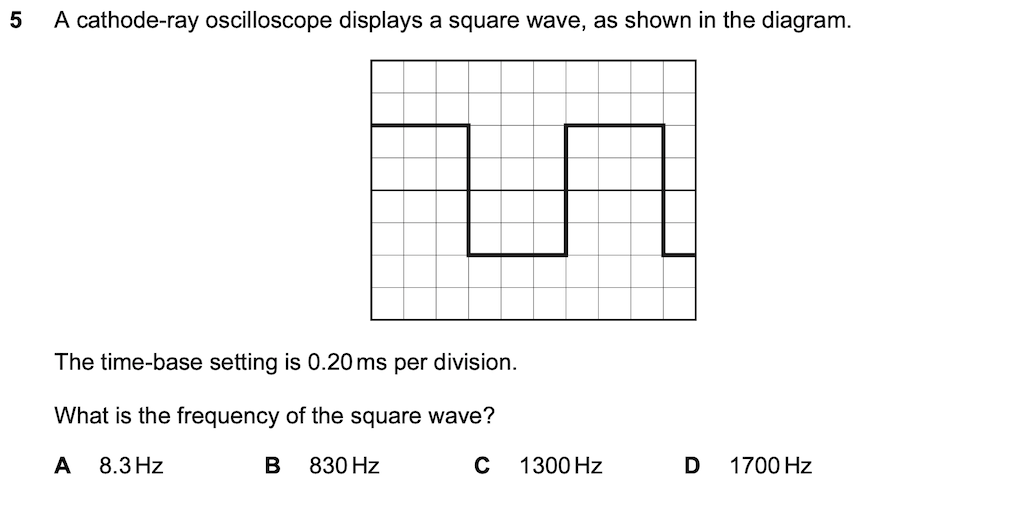 5 A cathode-ray oscilloscope displays a square wave, as shown in the diagram.
The time-base setting is 0.20 ms per division.
What is the frequency of the square wave?
A 8.3 Hz B 830 Hz C 1300 Hz D 1700 Hz